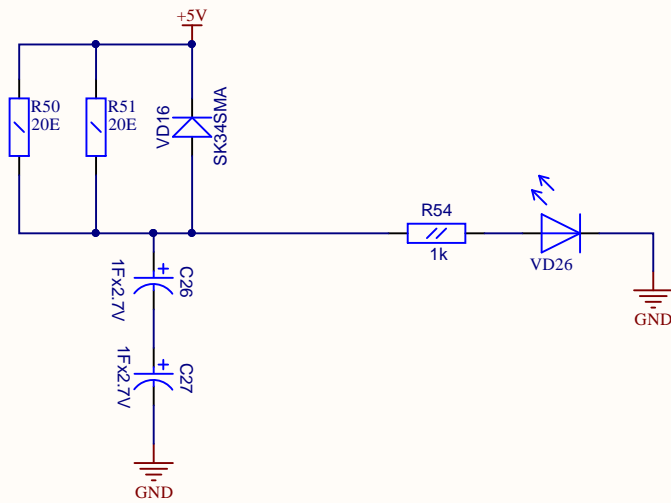 +5V
R50
20E
R51
20E
VD16
SK34SMA
R54
1k
VD26
GND
C26
1Fx2.7V
C27
1Fx2.7V
GND